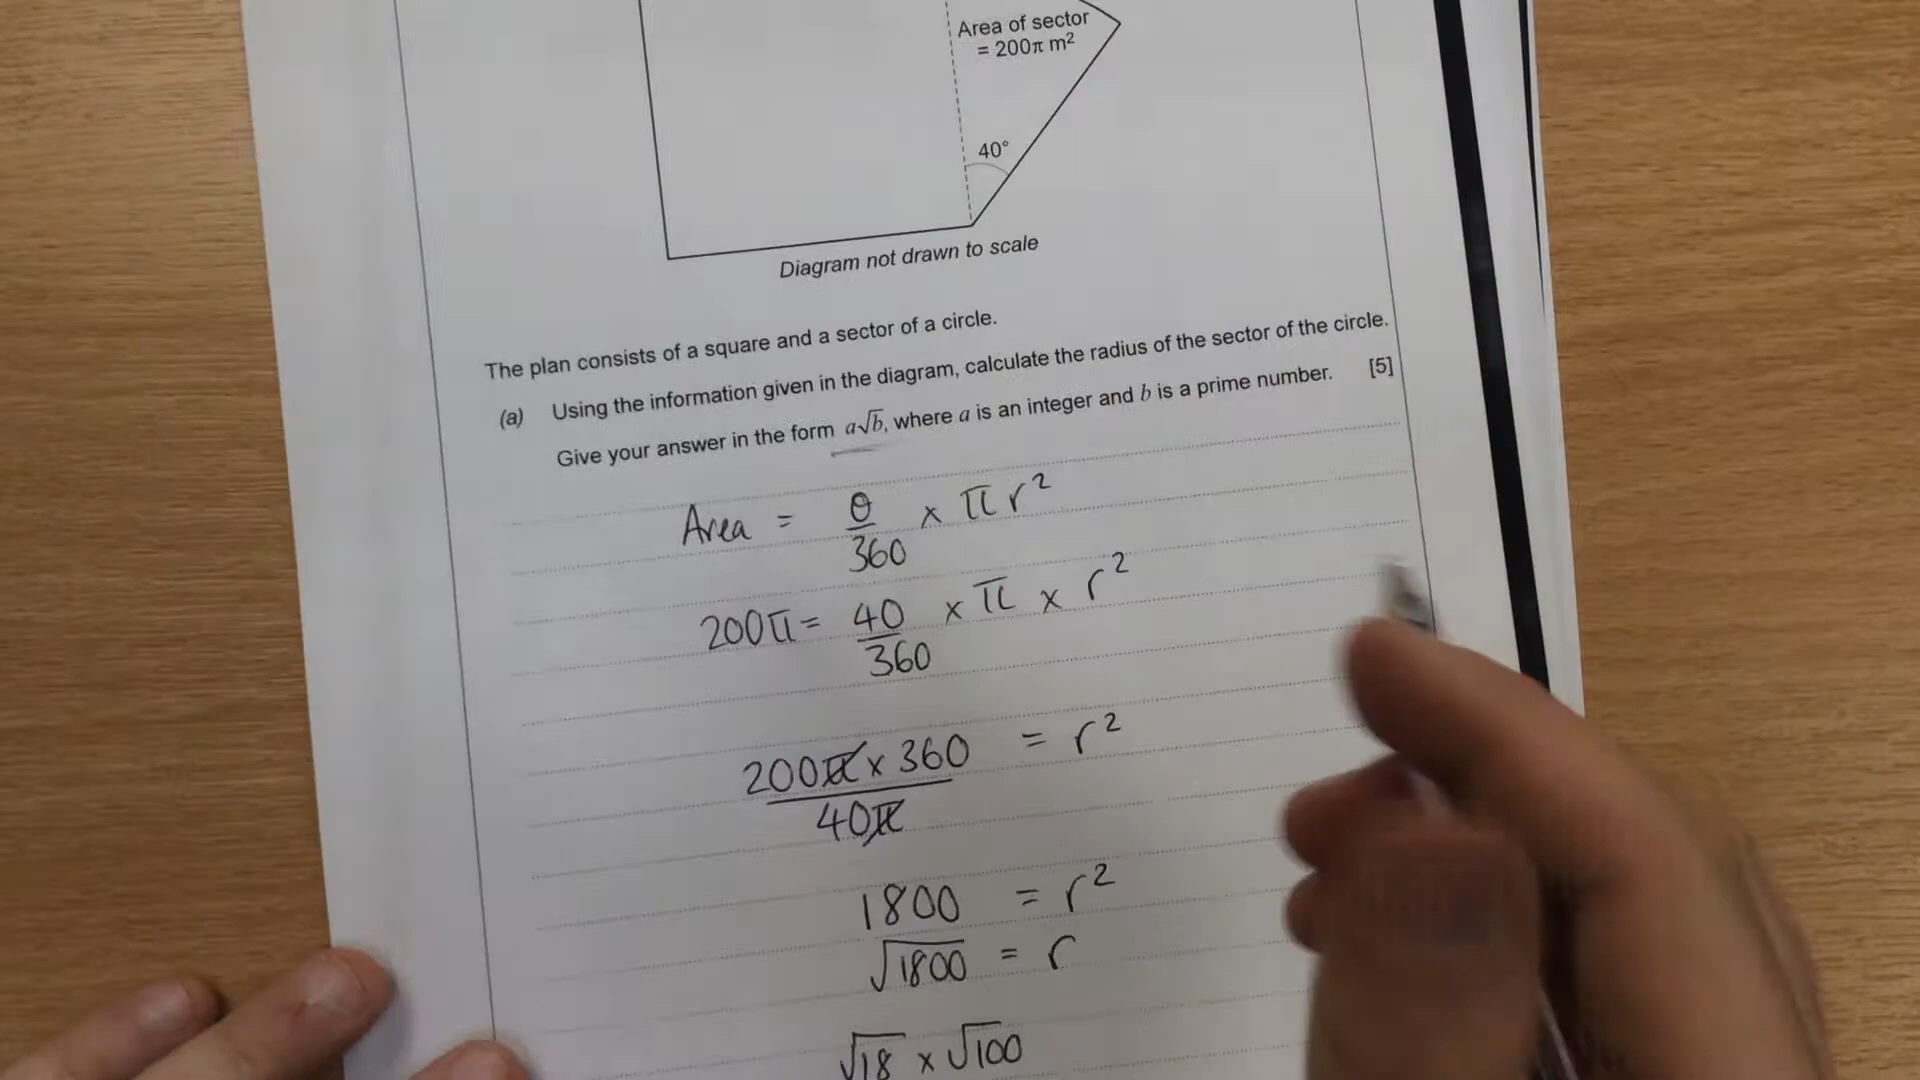 Area of sector
= 200π m²
40°
Diagram not drawn to scale
The plan consists of a square and a sector of a circle.
(a) Using the information given in the diagram, calculate the radius of the sector of the circle.
Give your answer in the form a√b, where a is an integer and b is a prime number. [5]
Area = θ/360 × πr²
200π = 40/360 × π × r²
200π × 360 / 40π = r²
1800 = r²
√1800 = r
√18 × √100